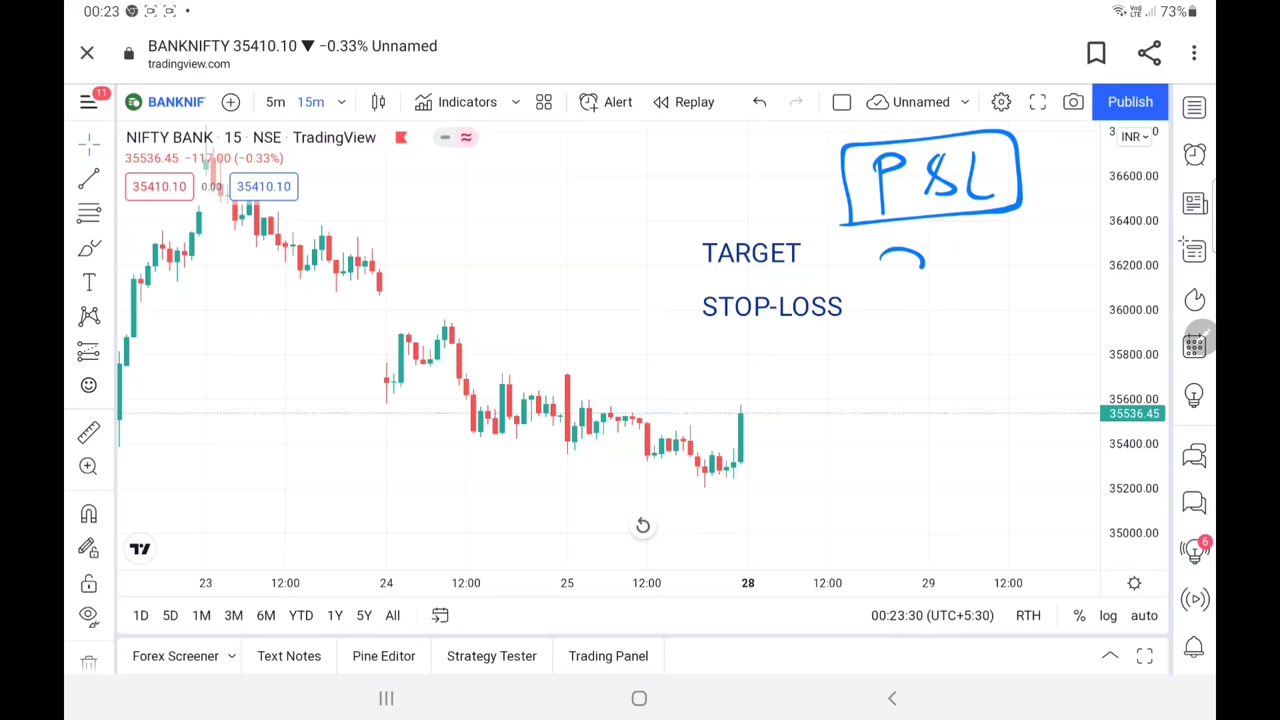 00:23
73%
BANKNIFTY 35410.10 ▼ −0.33% Unnamed
tradingview.com
11
BANKNIF
5m 15m
Indicators
Alert
Replay
Unnamed
Publish
NIFTY BANK · 15 · NSE · TradingView
INR
35536.45 −117.00 (−0.33%)
35410.10 0.00 35410.10
PSL
TARGET
STOP-LOSS
36600.00
36400.00
36200.00
36000.00
35800.00
35600.00
35536.45
35400.00
35200.00
35000.00
6
23 12:00 24 12:00 25 12:00 28 12:00 29 12:00
1D 5D 1M 3M 6M YTD 1Y 5Y All
00:23:30 (UTC+5:30) RTH % log auto
Forex Screener Text Notes Pine Editor Strategy Tester Trading Panel